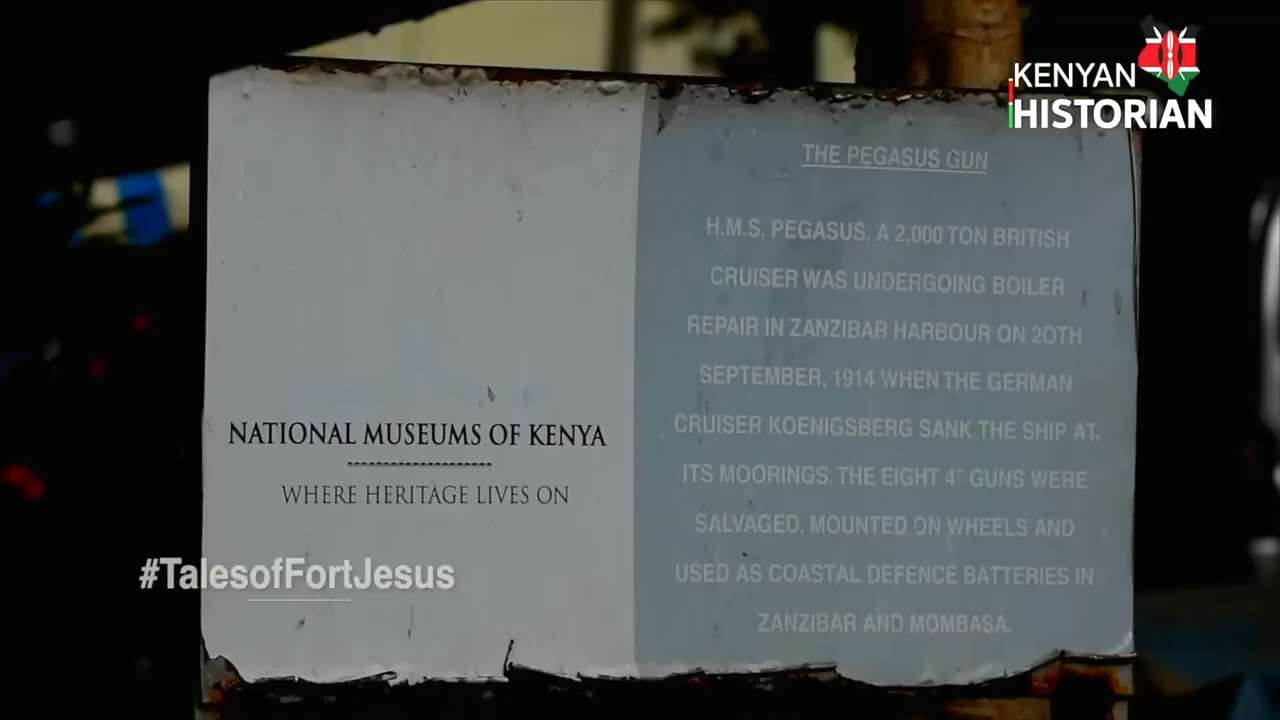 KENYAN
HISTORIAN
THE PEGASUS GUN
H.M.S. PEGASUS, A 2,000 TON BRITISH
CRUISER WAS UNDERGOING BOILER
REPAIR IN ZANZIBAR HARBOUR ON 20TH
SEPTEMBER, 1914 WHEN THE GERMAN
CRUISER KOENIGSBERG SANK THE SHIP AT
ITS MOORINGS. THE EIGHT 4" GUNS WERE
SALVAGED, MOUNTED ON WHEELS AND
USED AS COASTAL DEFENCE BATTERIES IN
ZANZIBAR AND MOMBASA.
NATIONAL MUSEUMS OF KENYA
WHERE HERITAGE LIVES ON
#TalesofFortJesus